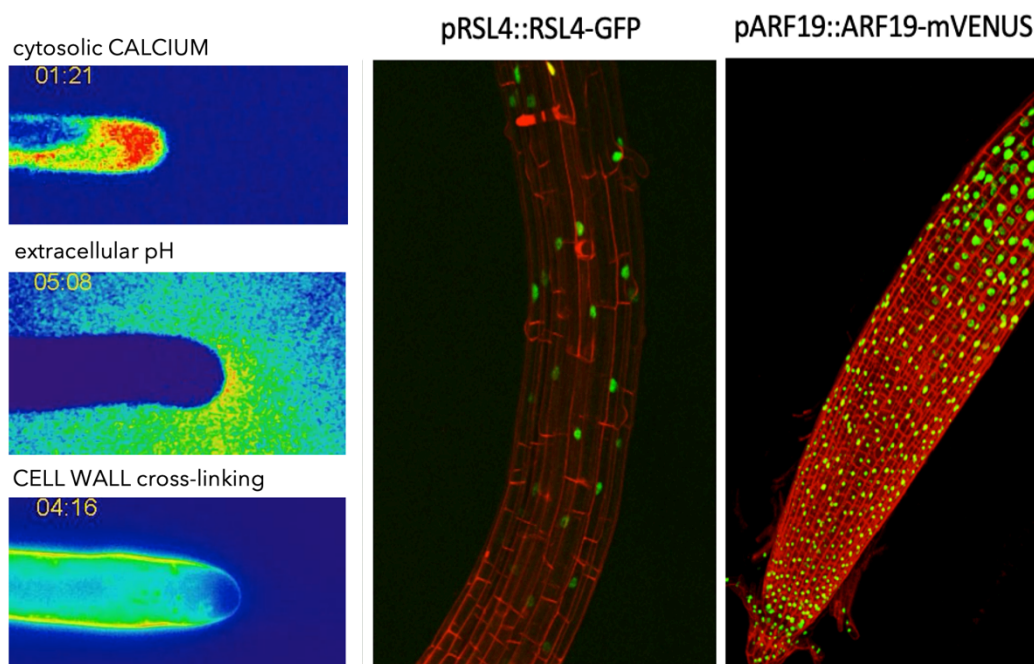 cytosolic CALCIUM
01:21
extracellular pH
05:08
CELL WALL cross-linking
04:16
pRSL4::RSL4-GFP
pARF19::ARF19-mVENUS